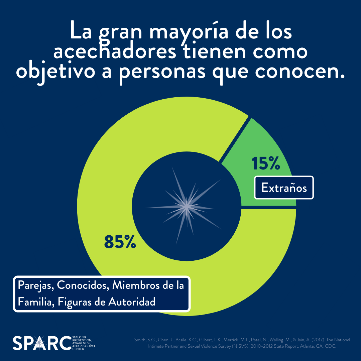 La gran mayoría de los
acechadores tienen como
objetivo a personas que conocen.
15%
Extraños
85%
Parejas, Conocidos, Miembros de la
Familia, Figuras de Autoridad
SPARC